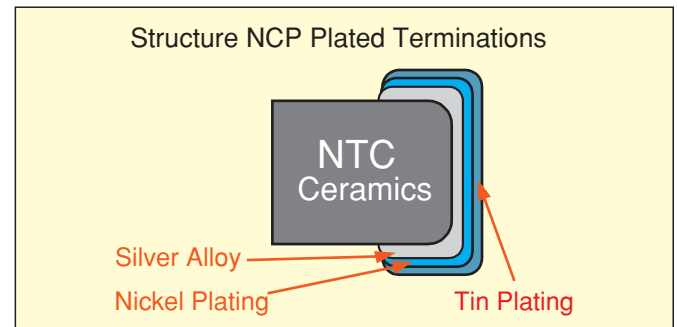 Structure NCP Plated Terminations
NTC
Ceramics
Silver Alloy
Nickel Plating
Tin Plating